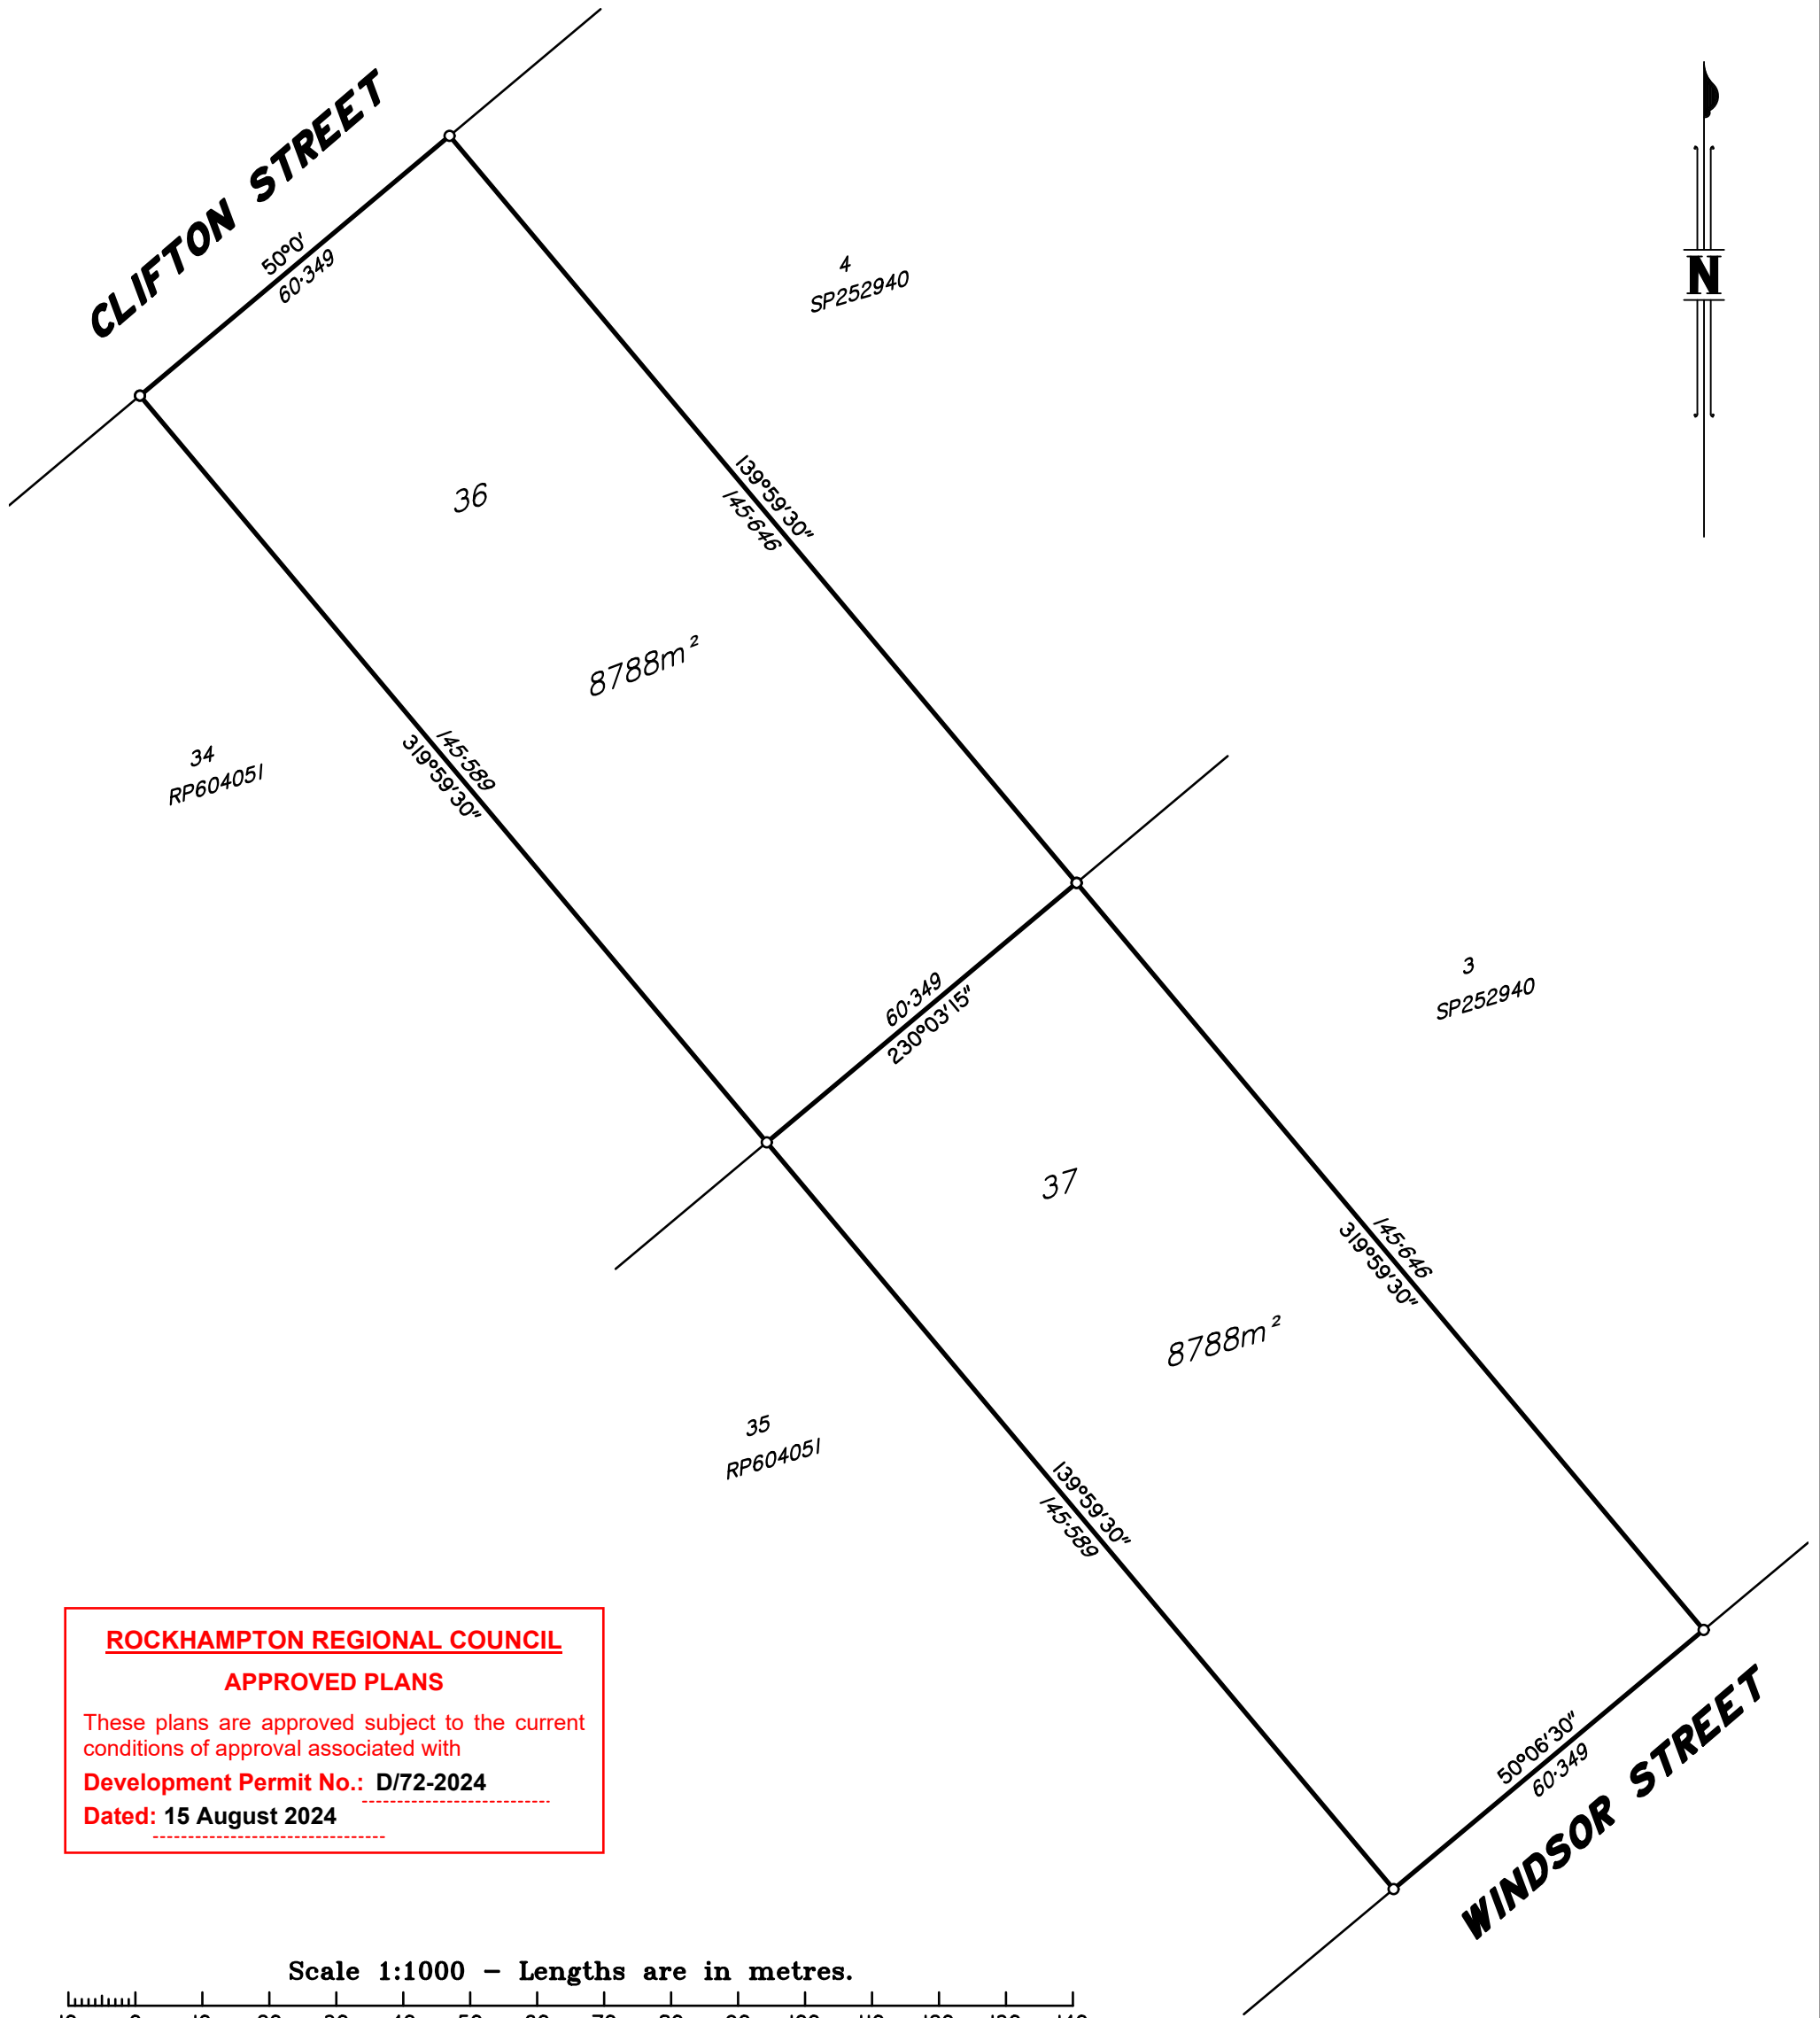 CLIFTON STREET
50°0'
60·349
4
SP252940
N
36
139°59'30"
145·646
8788m²
34
RP604051
145·589
319°59'30"
60·349
230°03'15"
3
SP252940
37
145·646
319°59'30"
8788m²
35
RP604051
139°59'30"
145·589
50°06'30"
60·349
WINDSOR STREET
ROCKHAMPTON REGIONAL COUNCIL
APPROVED PLANS
These plans are approved subject to the current
conditions of approval associated with
Development Permit No.: D/72-2024
Dated: 15 August 2024
Scale 1:1000 – Lengths are in metres.